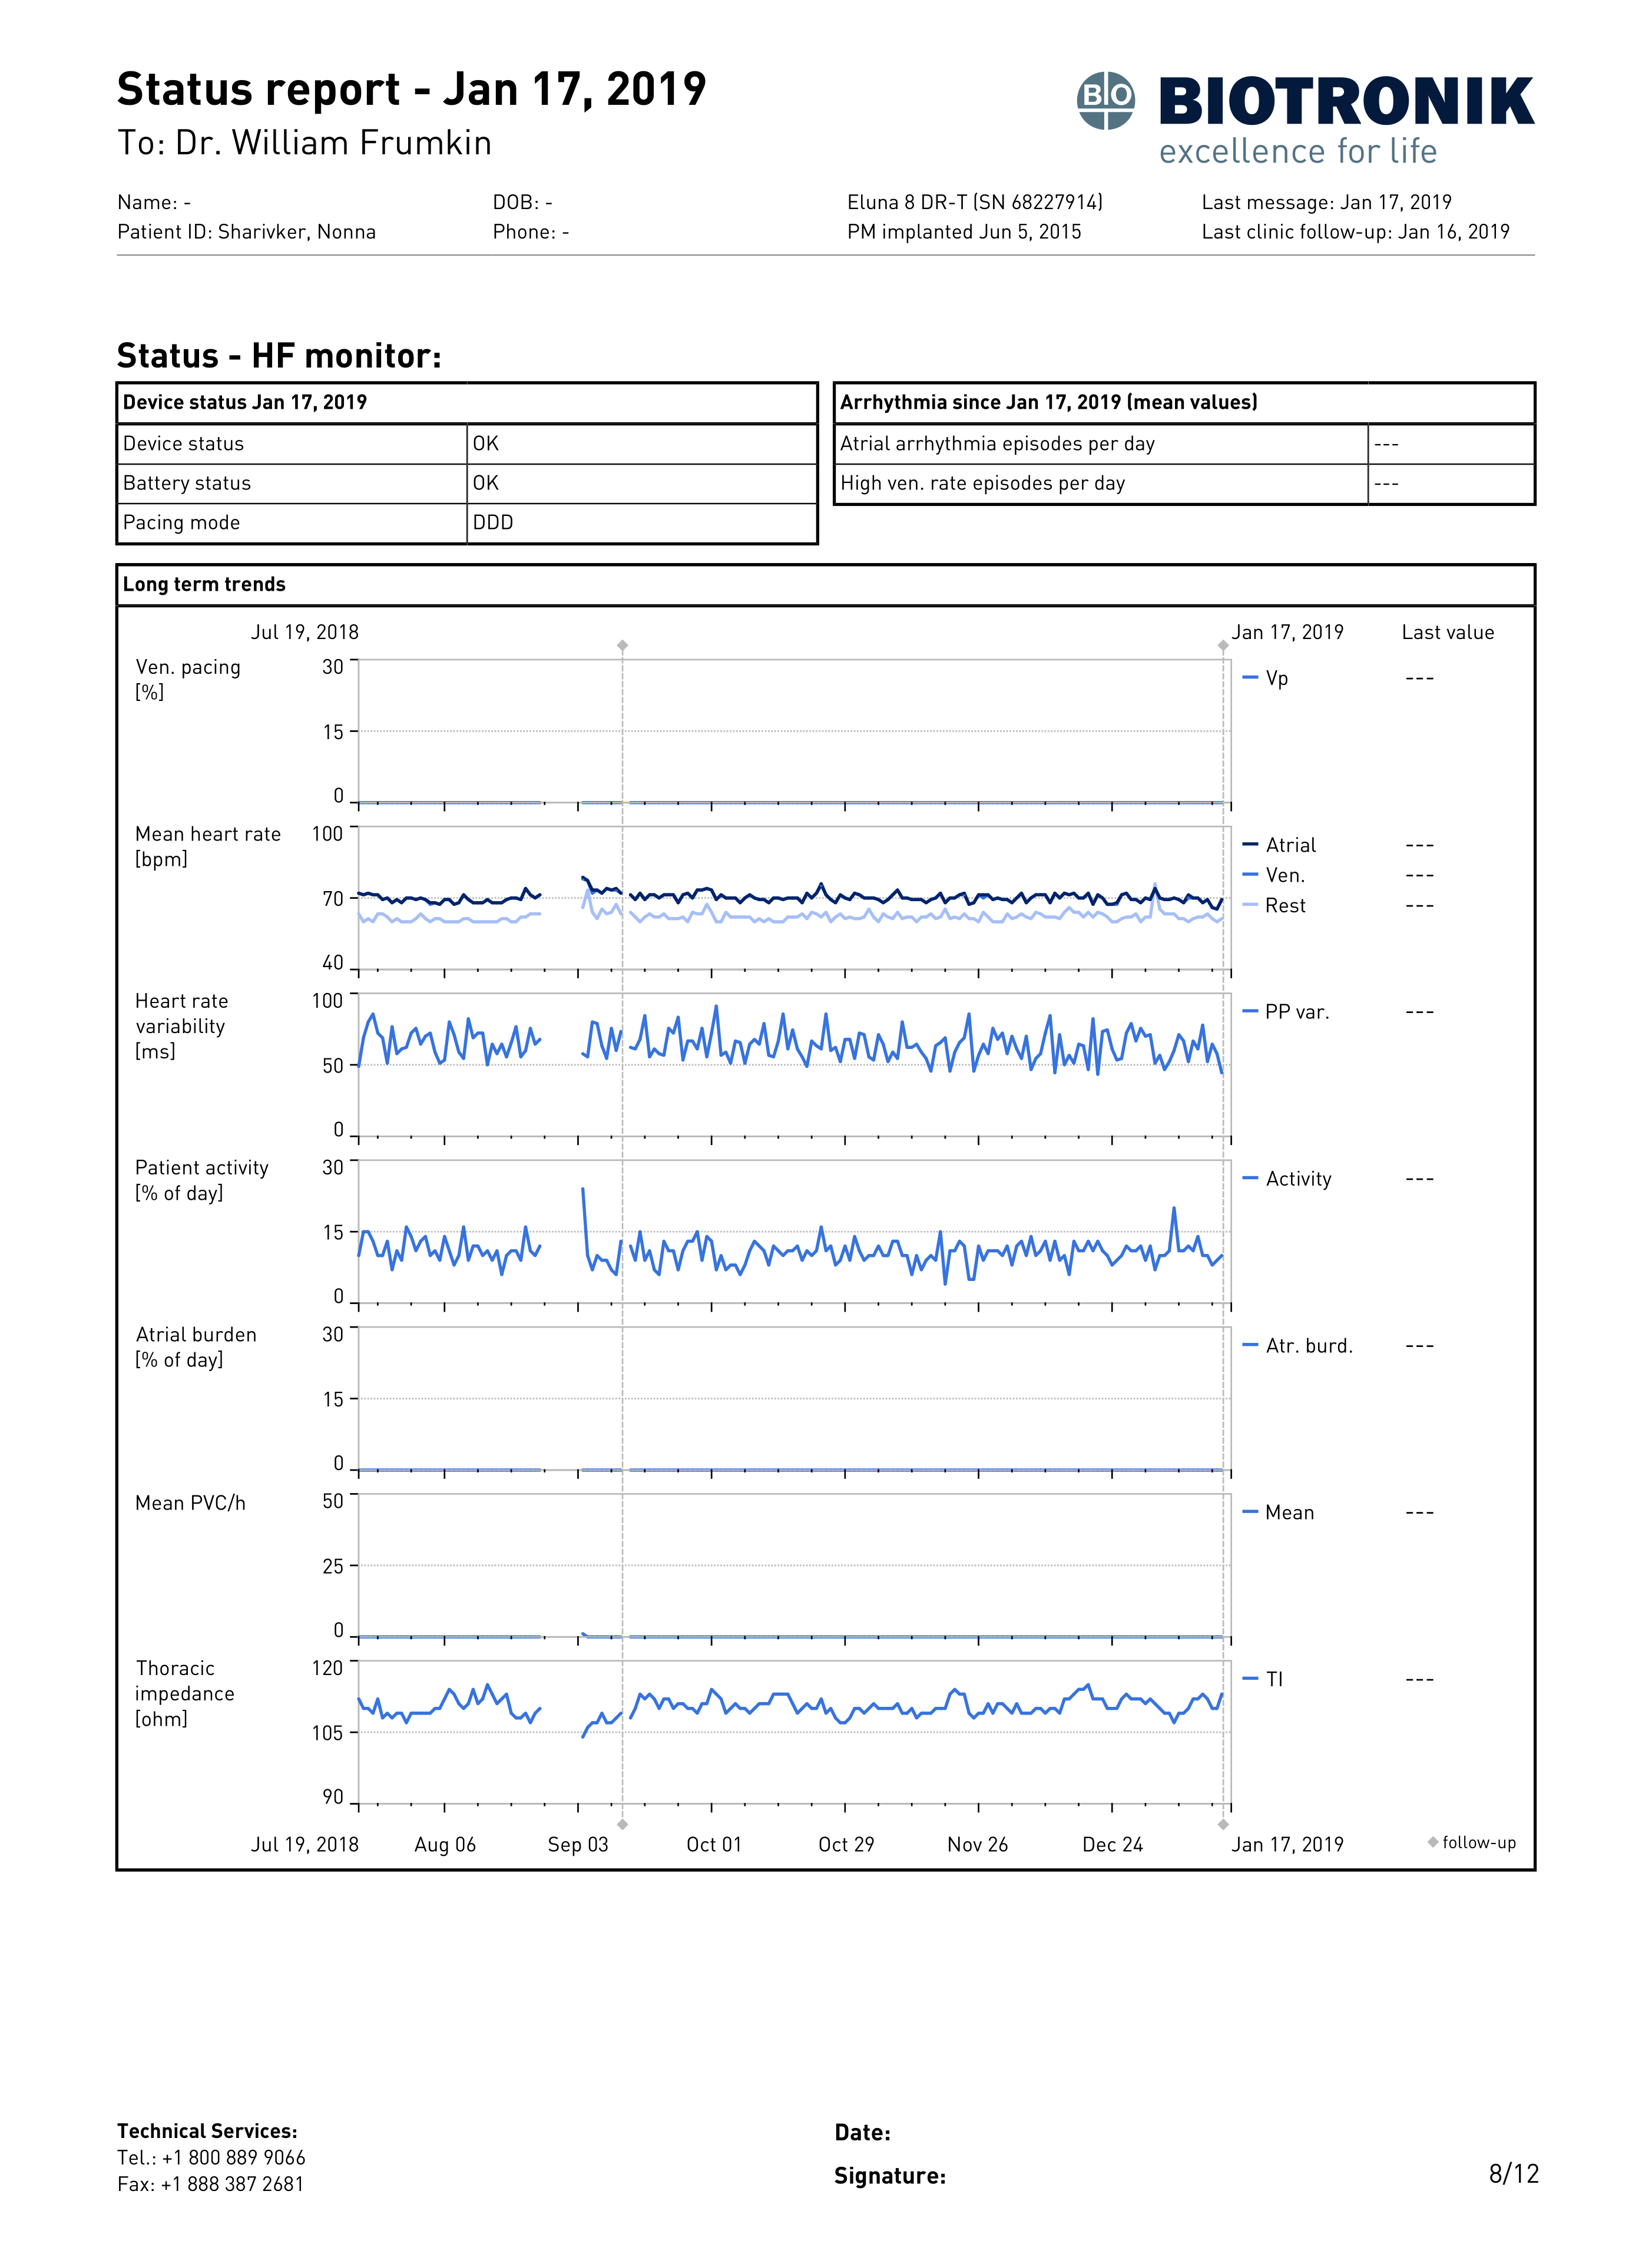 Status report - Jan 17, 2019
To: Dr. William Frumkin
BIO
BIOTRONIK
excellence for life
Name: -
DOB: -
Eluna 8 DR-T (SN 68227914)
Last message: Jan 17, 2019
Patient ID: Sharivker, Nonna
Phone: -
PM implanted Jun 5, 2015
Last clinic follow-up: Jan 16, 2019
Status - HF monitor:
Device status Jan 17, 2019
Device status OK
Battery status OK
Pacing mode DDD
Arrhythmia since Jan 17, 2019 (mean values)
Atrial arrhythmia episodes per day ---
High ven. rate episodes per day ---
Long term trends
Jul 19, 2018
Jan 17, 2019
Last value
Ven. pacing
[%]
30
15
0
Vp ---
Mean heart rate
[bpm]
100
70
40
Atrial ---
Ven. ---
Rest ---
Heart rate
variability
[ms]
100
50
0
PP var. ---
Patient activity
[% of day]
30
15
0
Activity ---
Atrial burden
[% of day]
30
15
0
Atr. burd. ---
Mean PVC/h
50
25
0
Mean ---
Thoracic
impedance
[ohm]
120
105
90
TI ---
Jul 19, 2018
Aug 06
Sep 03
Oct 01
Oct 29
Nov 26
Dec 24
Jan 17, 2019
follow-up
Technical Services:
Tel.: +1 800 889 9066
Fax: +1 888 387 2681
Date:
Signature:
8/12